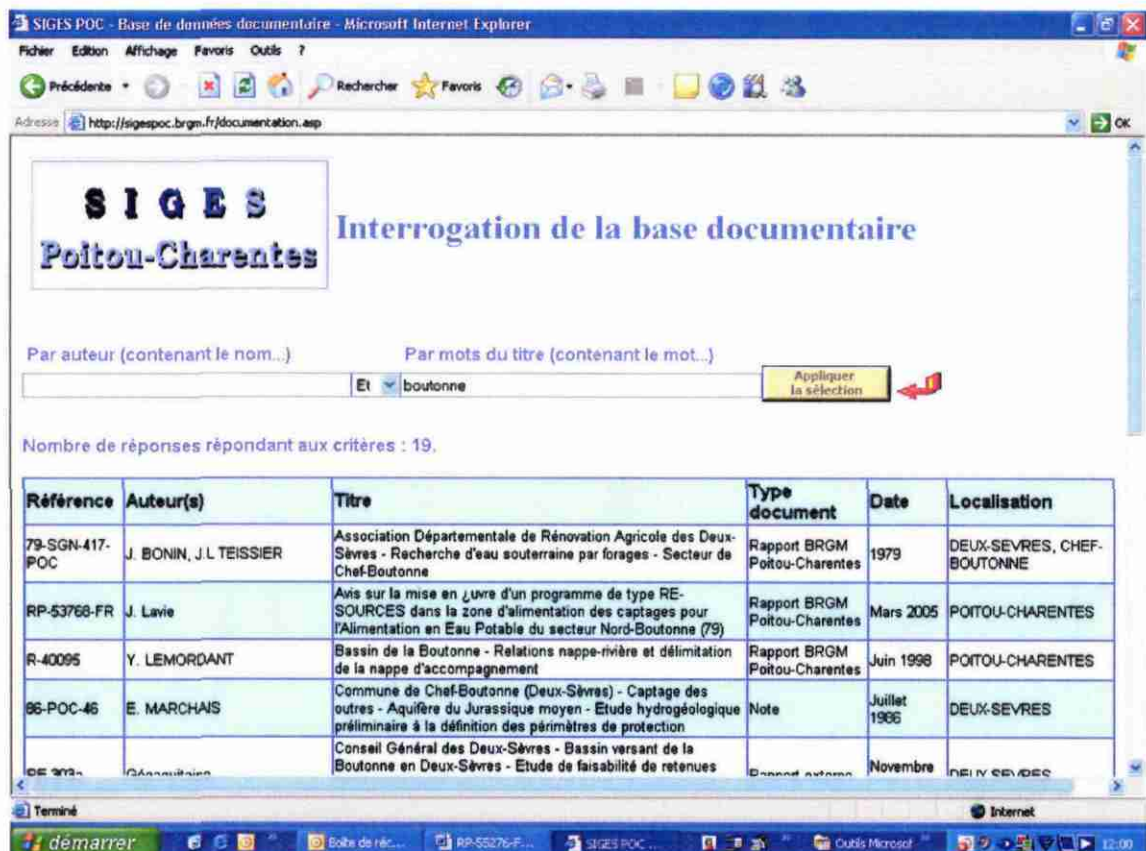 SIGES POC - Base de données documentaire - Microsoft Internet Explorer
Fichier Edition Affichage Favoris Outils ?
Précédente Rechercher Favoris
Adresse http://sigespoc.brgm.fr/documentation.asp OK
SIGES
Poitou-Charentes
Interrogation de la base documentaire
Par auteur (contenant le nom...) Par mots du titre (contenant le mot...)
Et boutonne
Appliquer
la sélection
Nombre de réponses répondant aux critères : 19.
Référence Auteur(s) Titre Type document Date Localisation
79-SGN-417-POC J. BONIN, J.L TEISSIER Association Départementale de Rénovation Agricole des Deux-Sèvres - Recherche d'eau souterraine par forages - Secteur de Chef-Boutonne Rapport BRGM Poitou-Charentes 1979 DEUX-SEVRES, CHEF-BOUTONNE
RP-53768-FR J. Lavie Avis sur la mise en ¿uvre d'un programme de type RE-SOURCES dans la zone d'alimentation des captages pour l'Alimentation en Eau Potable du secteur Nord-Boutonne (79) Rapport BRGM Poitou-Charentes Mars 2005 POITOU-CHARENTES
R-40095 Y. LEMORDANT Bassin de la Boutonne - Relations nappe-rivière et délimitation de la nappe d'accompagnement Rapport BRGM Poitou-Charentes Juin 1998 POITOU-CHARENTES
86-POC-46 E. MARCHAIS Commune de Chef-Boutonne (Deux-Sèvres) - Captage des outres - Aquifère du Jurassique moyen - Etude hydrogéologique préliminaire à la définition des périmètres de protection Note Juillet 1986 DEUX-SEVRES
Géoaquitaine Conseil Général des Deux-Sèvres - Bassin versant de la Boutonne en Deux-Sèvres - Etude de faisabilité de retenues Rapport externe Novembre DEUX SEVRES
Terminé Internet
démarrer Boîte de réc... RP-55276-F... SIGES POC ... Outils Microsof 12:00